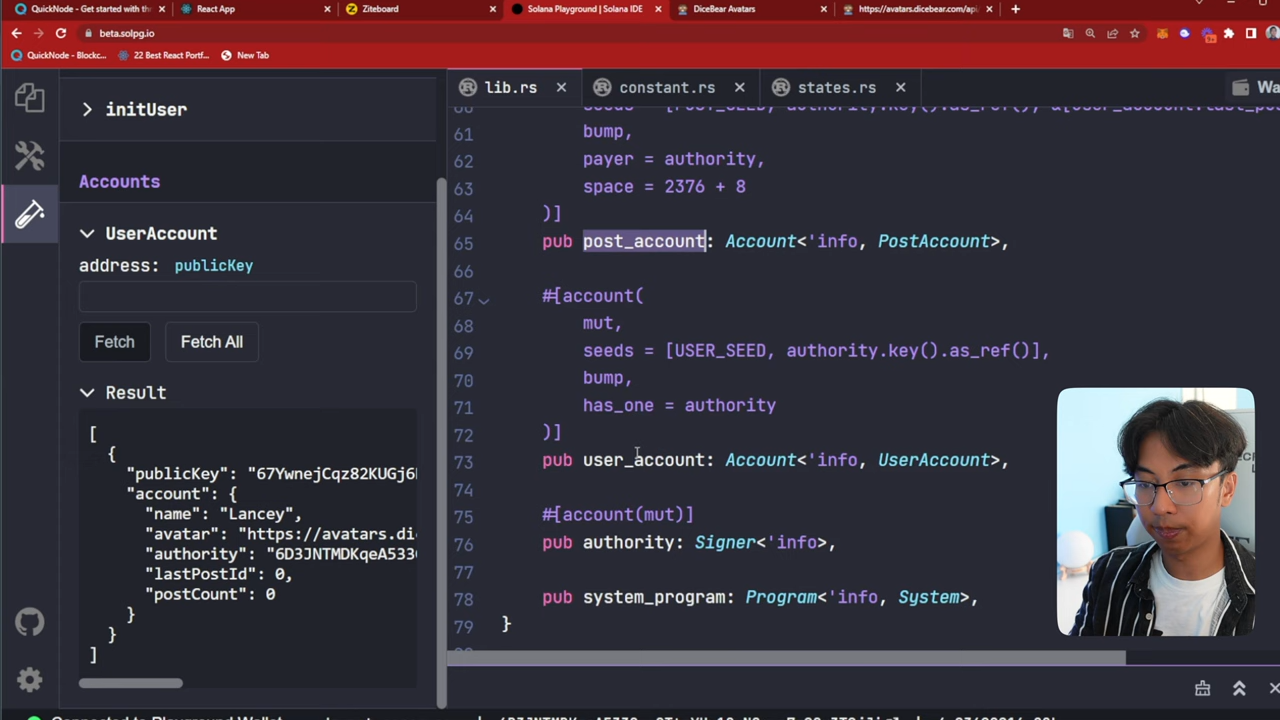 QuickNode - Get started with the
React App
Ziteboard
Solana Playground | Solana IDE
DiceBear Avatars
https://avatars.dicebear.com/api
beta.solpg.io
QuickNode - Blockc...
22 Best React Portf...
New Tab
initUser
Accounts
UserAccount
address: publicKey
Fetch
Fetch All
Result
[
{
"publicKey": "67YwnejCqz82KUGj6
"account": {
"name": "Lancey",
"avatar": "https://avatars.di
"authority": "6D3JNTMDKqeA533
"lastPostId": 0,
"postCount": 0
}
}
]
lib.rs
constant.rs
states.rs
Wa
61 bump,
62 payer = authority,
63 space = 2376 + 8
64 )]
65 pub post_account: Account<'info, PostAccount>,
66
67 #[account(
68 mut,
69 seeds = [USER_SEED, authority.key().as_ref()],
70 bump,
71 has_one = authority
72 )]
73 pub user_account: Account<'info, UserAccount>,
74
75 #[account(mut)]
76 pub authority: Signer<'info>,
77
78 pub system_program: Program<'info, System>,
79 }